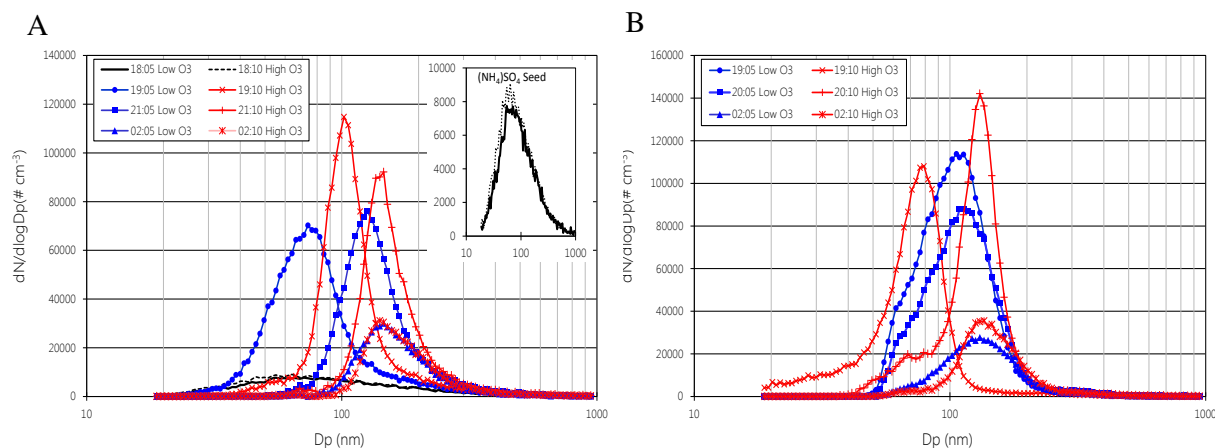 A
B
140000
120000
100000
80000
60000
40000
20000
0
dN/dlogDp(# cm⁻³)
18:05 Low O3
18:10 High O3
19:05 Low O3
19:10 High O3
21:05 Low O3
21:10 High O3
02:05 Low O3
02:10 High O3
(NH₄)SO₄ Seed
10000
8000
6000
4000
2000
0
10
100
1000
10
100
1000
Dp (nm)
160000
140000
120000
100000
80000
60000
40000
20000
0
dN/dlogDp(# cm⁻³)
19:05 Low O3
19:10 High O3
20:05 Low O3
20:10 High O3
02:05 Low O3
02:10 High O3
10
100
1000
Dp (nm)